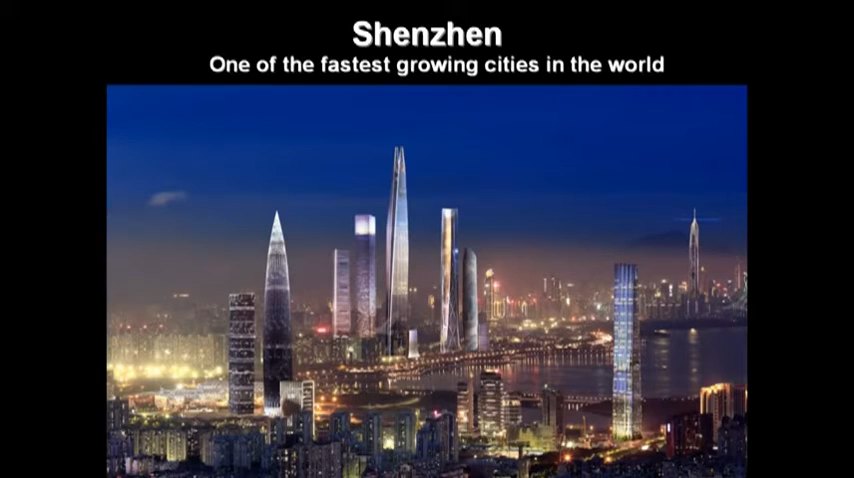 Shenzhen
One of the fastest growing cities in the world